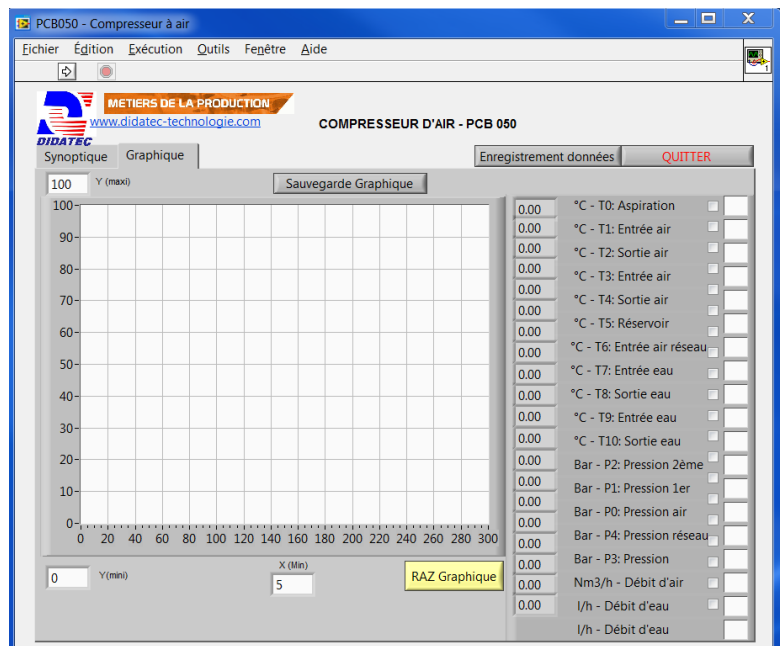 PCB050 - Compresseur à air
Fichier Édition Exécution Outils Fenêtre Aide
1
METIERS DE LA PRODUCTION
www.didatec-technologie.com
COMPRESSEUR D'AIR - PCB 050
DIDATEC
Synoptique Graphique
Enregistrement données QUITTER
100 Y (maxi) Sauvegarde Graphique
100
90
80
70
60
50
40
30
20
10
0
0 20 40 60 80 100 120 140 160 180 200 220 240 260 280 300
0 Y(mini)
X (Min)
5
RAZ Graphique
0.00 °C - T0: Aspiration
0.00 °C - T1: Entrée air
0.00 °C - T2: Sortie air
0.00 °C - T3: Entrée air
0.00 °C - T4: Sortie air
0.00 °C - T5: Réservoir
0.00 °C - T6: Entrée air réseau
0.00 °C - T7: Entrée eau
0.00 °C - T8: Sortie eau
0.00 °C - T9: Entrée eau
0.00 °C - T10: Sortie eau
0.00 Bar - P2: Pression 2ème
0.00 Bar - P1: Pression 1er
0.00 Bar - P0: Pression air
0.00 Bar - P4: Pression réseau
0.00 Bar - P3: Pression
0.00 Nm3/h - Débit d'air
0.00 l/h - Débit d'eau
0.00 l/h - Débit d'eau
0.00